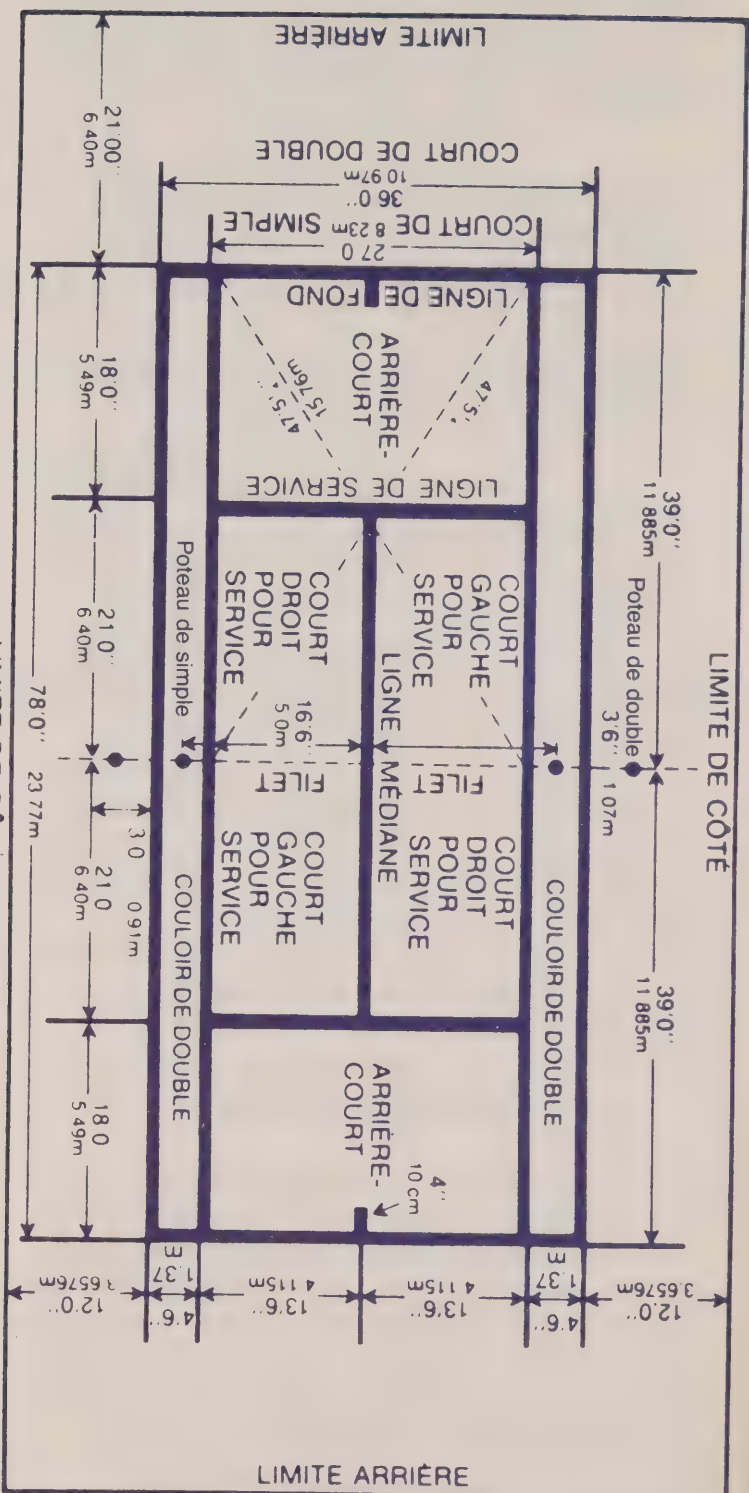 LIMITE ARRIÈRE
21'00''
6 40m
COURT DE DOUBLE
10 97m
36 0''
COURT DE 8 23m SIMPLE
27 0
LIMITE DE CÔTÉ
39'0''
11 885m
39'0''
11 885m
Poteau de double
3'6''
1 07m
LIGNE DE FOND
ARRIÈRE-
COURT
47'5'
47'5'
15 76m
LIGNE DE SERVICE
COURT
GAUCHE
POUR
SERVICE
COURT
DROIT
POUR
SERVICE
LIGNE MÉDIANE
FILET
FILET
COURT
DROIT
POUR
SERVICE
COURT
GAUCHE
POUR
SERVICE
16'6''
5 0m
Poteau de simple
COULOIR DE DOUBLE
COULOIR DE DOUBLE
ARRIÈRE-
COURT
4''
10 cm
18'0''
5 49m
21'0''
6 40m
21 0
6 40m
18 0
5 49m
3 0
0 91m
78'0''
23 77m
12'0''
3.6576m
4'6''
1.37
m
13'6''
4 115m
13'6''
4 115m
4'6''
1.37
m
12'0''
6576m
LIMITE ARRIÈRE